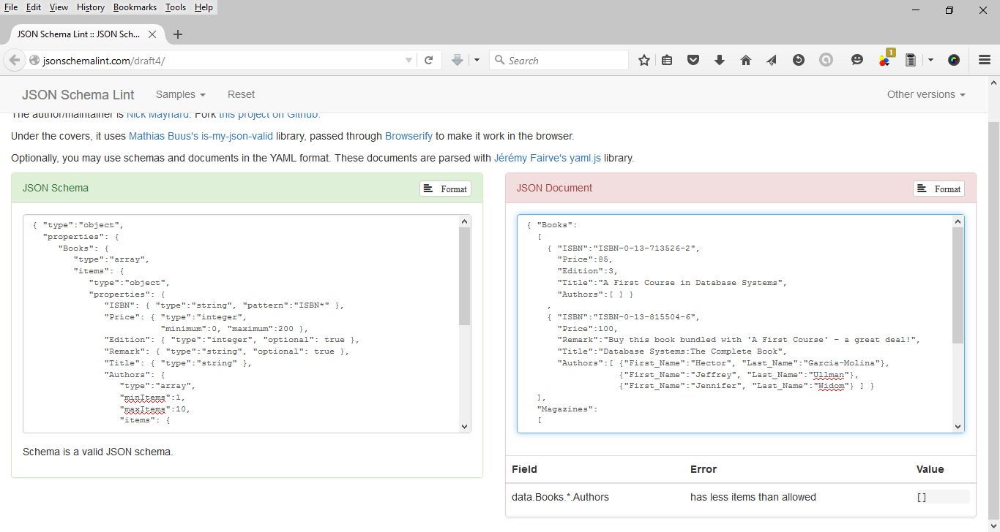 File Edit View History Bookmarks Tools Help
JSON Schema Lint :: JSON Sch...
jsonschemalint.com/draft4/
Search
1
JSON Schema Lint Samples Reset Other versions
The author/maintainer is Nick Maynard. Fork this project on Github.
Under the covers, it uses Mathias Buus's is-my-json-valid library, passed through Browserify to make it work in the browser.
Optionally, you may use schemas and documents in the YAML format. These documents are parsed with Jérémy Fairve's yaml.js library.
JSON Schema Format
{ "type":"object",
"properties": {
"Books": {
"type":"array",
"items": {
"type":"object",
"properties": {
"ISBN": { "type":"string", "pattern":"ISBN*" },
"Price": { "type":"integer",
"minimum":0, "maximum":200 },
"Edition": { "type":"integer", "optional": true },
"Remark": { "type":"string", "optional": true },
"Title": { "type":"string" },
"Authors": {
"type":"array",
"minItems":1,
"maxItems":10,
"items": {
Schema is a valid JSON schema.
JSON Document Format
{ "Books":
[
{ "ISBN":"ISBN-0-13-713526-2",
"Price":85,
"Edition":3,
"Title":"A First Course in Database Systems",
"Authors":[ ] }
,
{ "ISBN":"ISBN-0-13-815504-6",
"Price":100,
"Remark":"Buy this book bundled with 'A First Course' - a great deal!",
"Title":"Database Systems:The Complete Book",
"Authors":[ {"First_Name":"Hector", "Last_Name":"Garcia-Molina"},
{"First_Name":"Jeffrey", "Last_Name":"Ullman"},
{"First_Name":"Jennifer", "Last_Name":"Widom"} ] }
],
"Magazines":
[
Field Error Value
data.Books.*.Authors has less items than allowed []